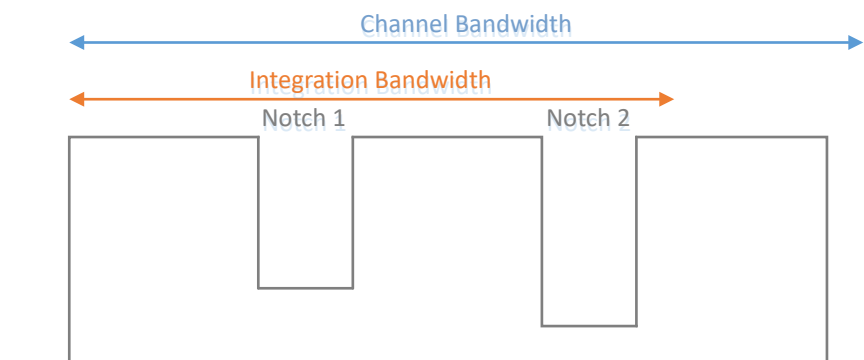 Channel Bandwidth
Integration Bandwidth
Notch 1
Notch 2